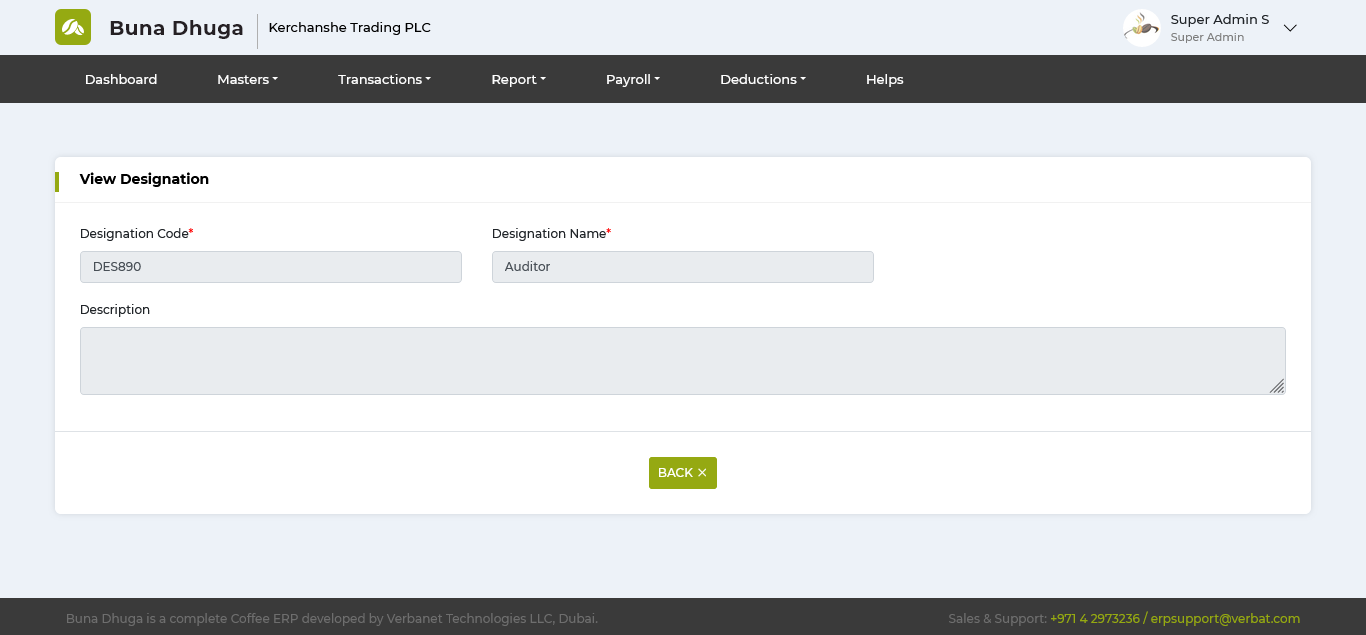 Buna Dhuga
Kerchanshe Trading PLC
Super Admin S
Super Admin
Dashboard
Masters
Transactions
Report
Payroll
Deductions
Helps
View Designation
Designation Code*
Designation Name*
DES890
Auditor
Description
BACK ×
Buna Dhuga is a complete Coffee ERP developed by Verbanet Technologies LLC, Dubai.
Sales & Support: +971 4 2973236 / erpsupport@verbat.com